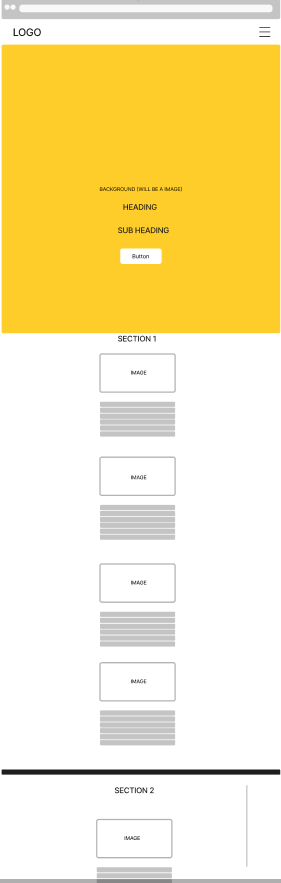 LOGO
BACKGROUND (WILL BE A IMAGE)
HEADING
SUB HEADING
Button
SECTION 1
IMAGE
IMAGE
IMAGE
IMAGE
SECTION 2
IMAGE